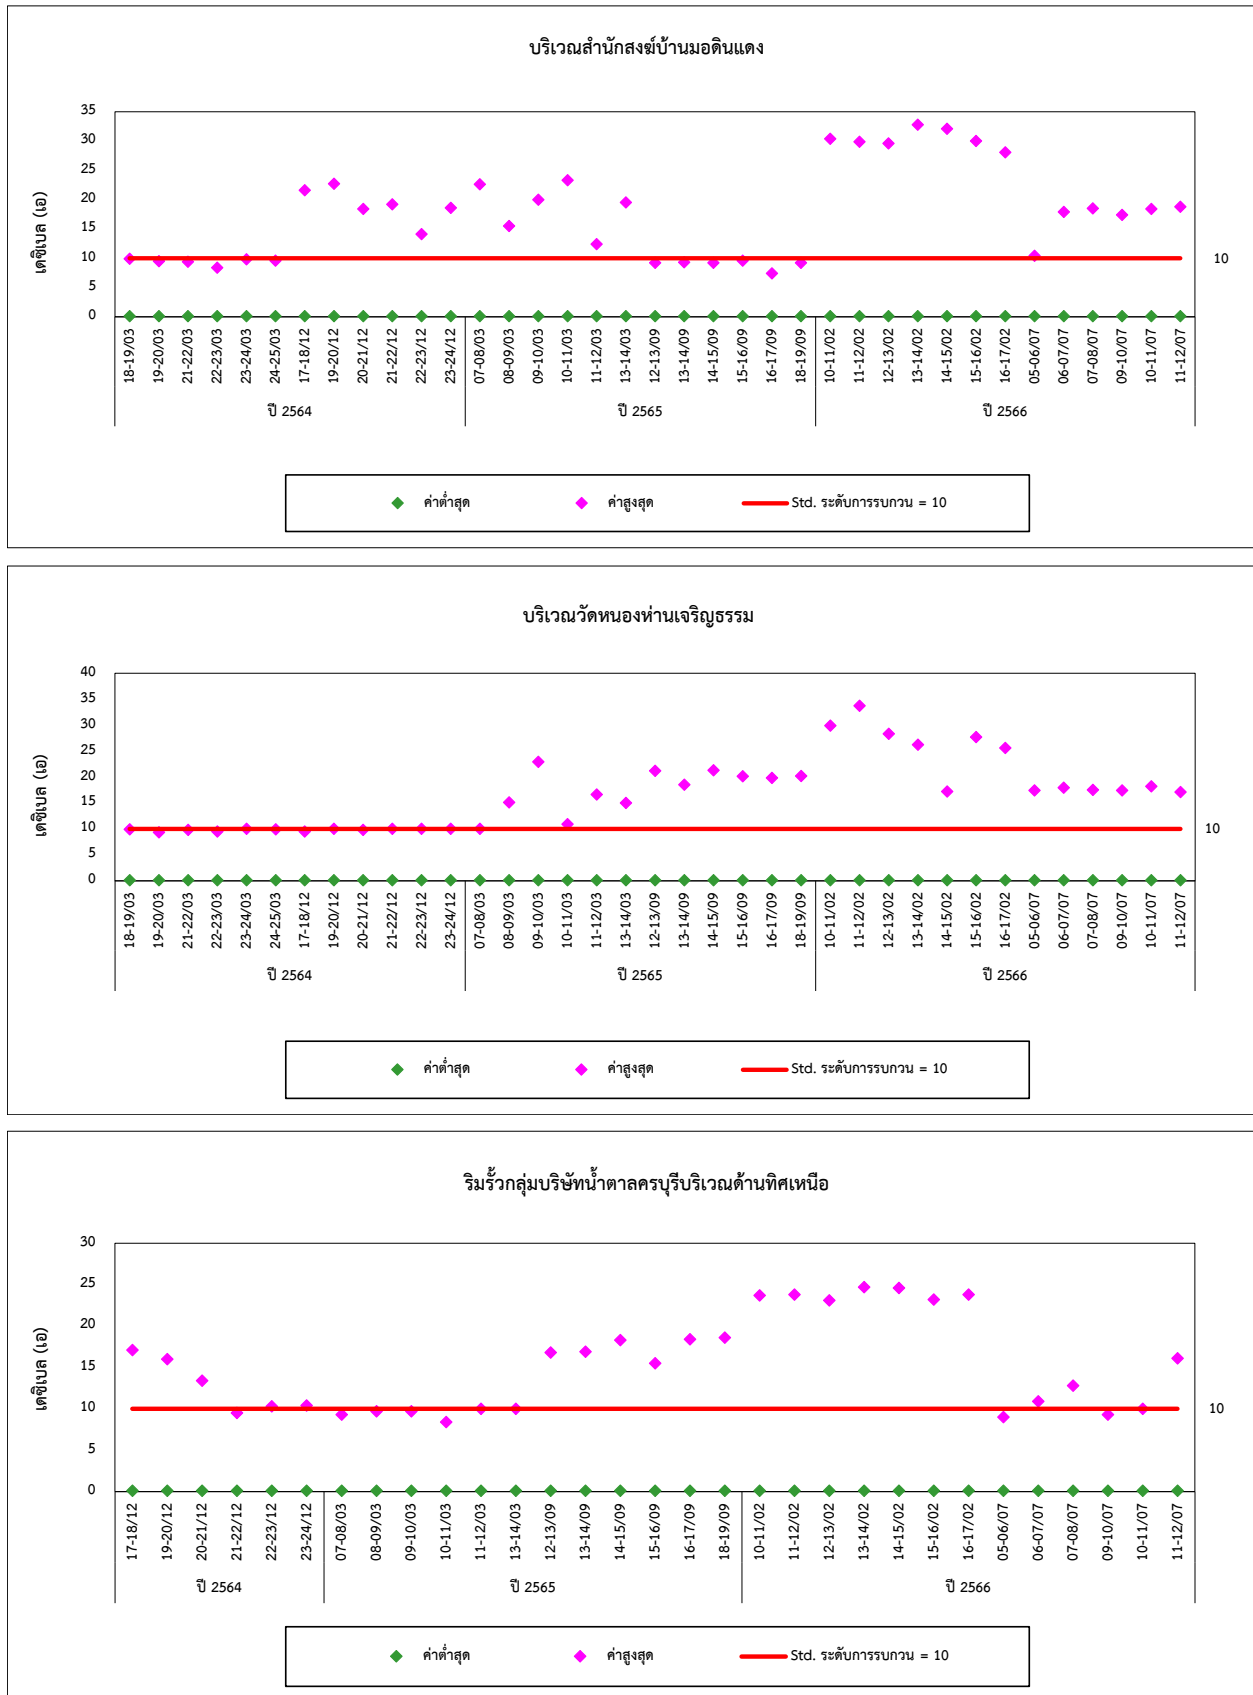 บริเวณสำนักสงฆ์บ้านมอดินแดง
เดซิเบล (เอ)
35
30
25
20
15
10
5
0
10
18-19/03 19-20/03 21-22/03 22-23/03 23-24/03 24-25/03 17-18/12 19-20/12 20-21/12 21-22/12 22-23/12 23-24/12 07-08/03 08-09/03 09-10/03 10-11/03 11-12/03 13-14/03 12-13/09 13-14/09 14-15/09 15-16/09 16-17/09 18-19/09 10-11/02 11-12/02 12-13/02 13-14/02 14-15/02 15-16/02 16-17/02 05-06/07 06-07/07 07-08/07 09-10/07 10-11/07 11-12/07
ปี 2564 ปี 2565 ปี 2566
ค่าต่ำสุด ค่าสูงสุด Std. ระดับการรบกวน = 10
บริเวณวัดหนองห่านเจริญธรรม
เดซิเบล (เอ)
40
35
30
25
20
15
10
5
0
10
18-19/03 19-20/03 21-22/03 22-23/03 23-24/03 24-25/03 17-18/12 19-20/12 20-21/12 21-22/12 22-23/12 23-24/12 07-08/03 08-09/03 09-10/03 10-11/03 11-12/03 13-14/03 12-13/09 13-14/09 14-15/09 15-16/09 16-17/09 18-19/09 10-11/02 11-12/02 12-13/02 13-14/02 14-15/02 15-16/02 16-17/02 05-06/07 06-07/07 07-08/07 09-10/07 10-11/07 11-12/07
ปี 2564 ปี 2565 ปี 2566
ค่าต่ำสุด ค่าสูงสุด Std. ระดับการรบกวน = 10
ริมรั้วกลุ่มบริษัทน้ำตาลครบุรีบริเวณด้านทิศเหนือ
เดซิเบล (เอ)
30
25
20
15
10
5
0
10
17-18/12 19-20/12 20-21/12 21-22/12 22-23/12 23-24/12 07-08/03 08-09/03 09-10/03 10-11/03 11-12/03 13-14/03 12-13/09 13-14/09 14-15/09 15-16/09 16-17/09 18-19/09 10-11/02 11-12/02 12-13/02 13-14/02 14-15/02 15-16/02 16-17/02 05-06/07 06-07/07 07-08/07 09-10/07 10-11/07 11-12/07
ปี 2564 ปี 2565 ปี 2566
ค่าต่ำสุด ค่าสูงสุด Std. ระดับการรบกวน = 10